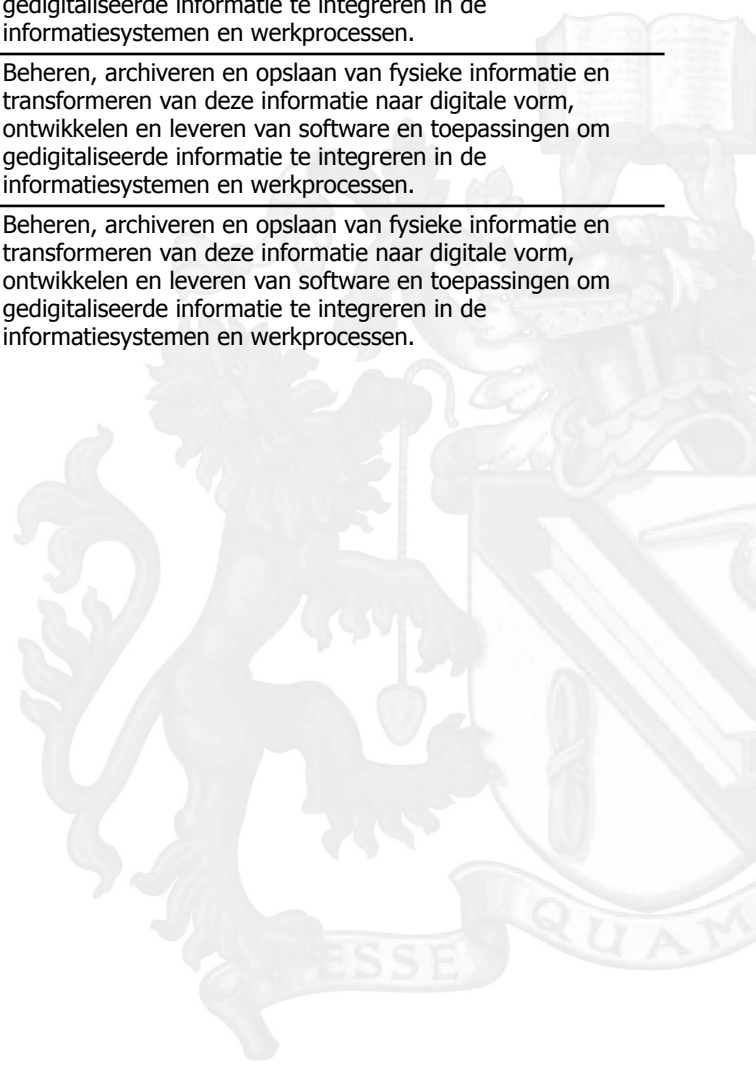 gedigitaliseerde informatie te integreren in de
informatiesystemen en werkprocessen.
Beheren, archiveren en opslaan van fysieke informatie en
transformeren van deze informatie naar digitale vorm,
ontwikkelen en leveren van software en toepassingen om
gedigitaliseerde informatie te integreren in de
informatiesystemen en werkprocessen.
Beheren, archiveren en opslaan van fysieke informatie en
transformeren van deze informatie naar digitale vorm,
ontwikkelen en leveren van software en toepassingen om
gedigitaliseerde informatie te integreren in de
informatiesystemen en werkprocessen.
ESSE QUAM